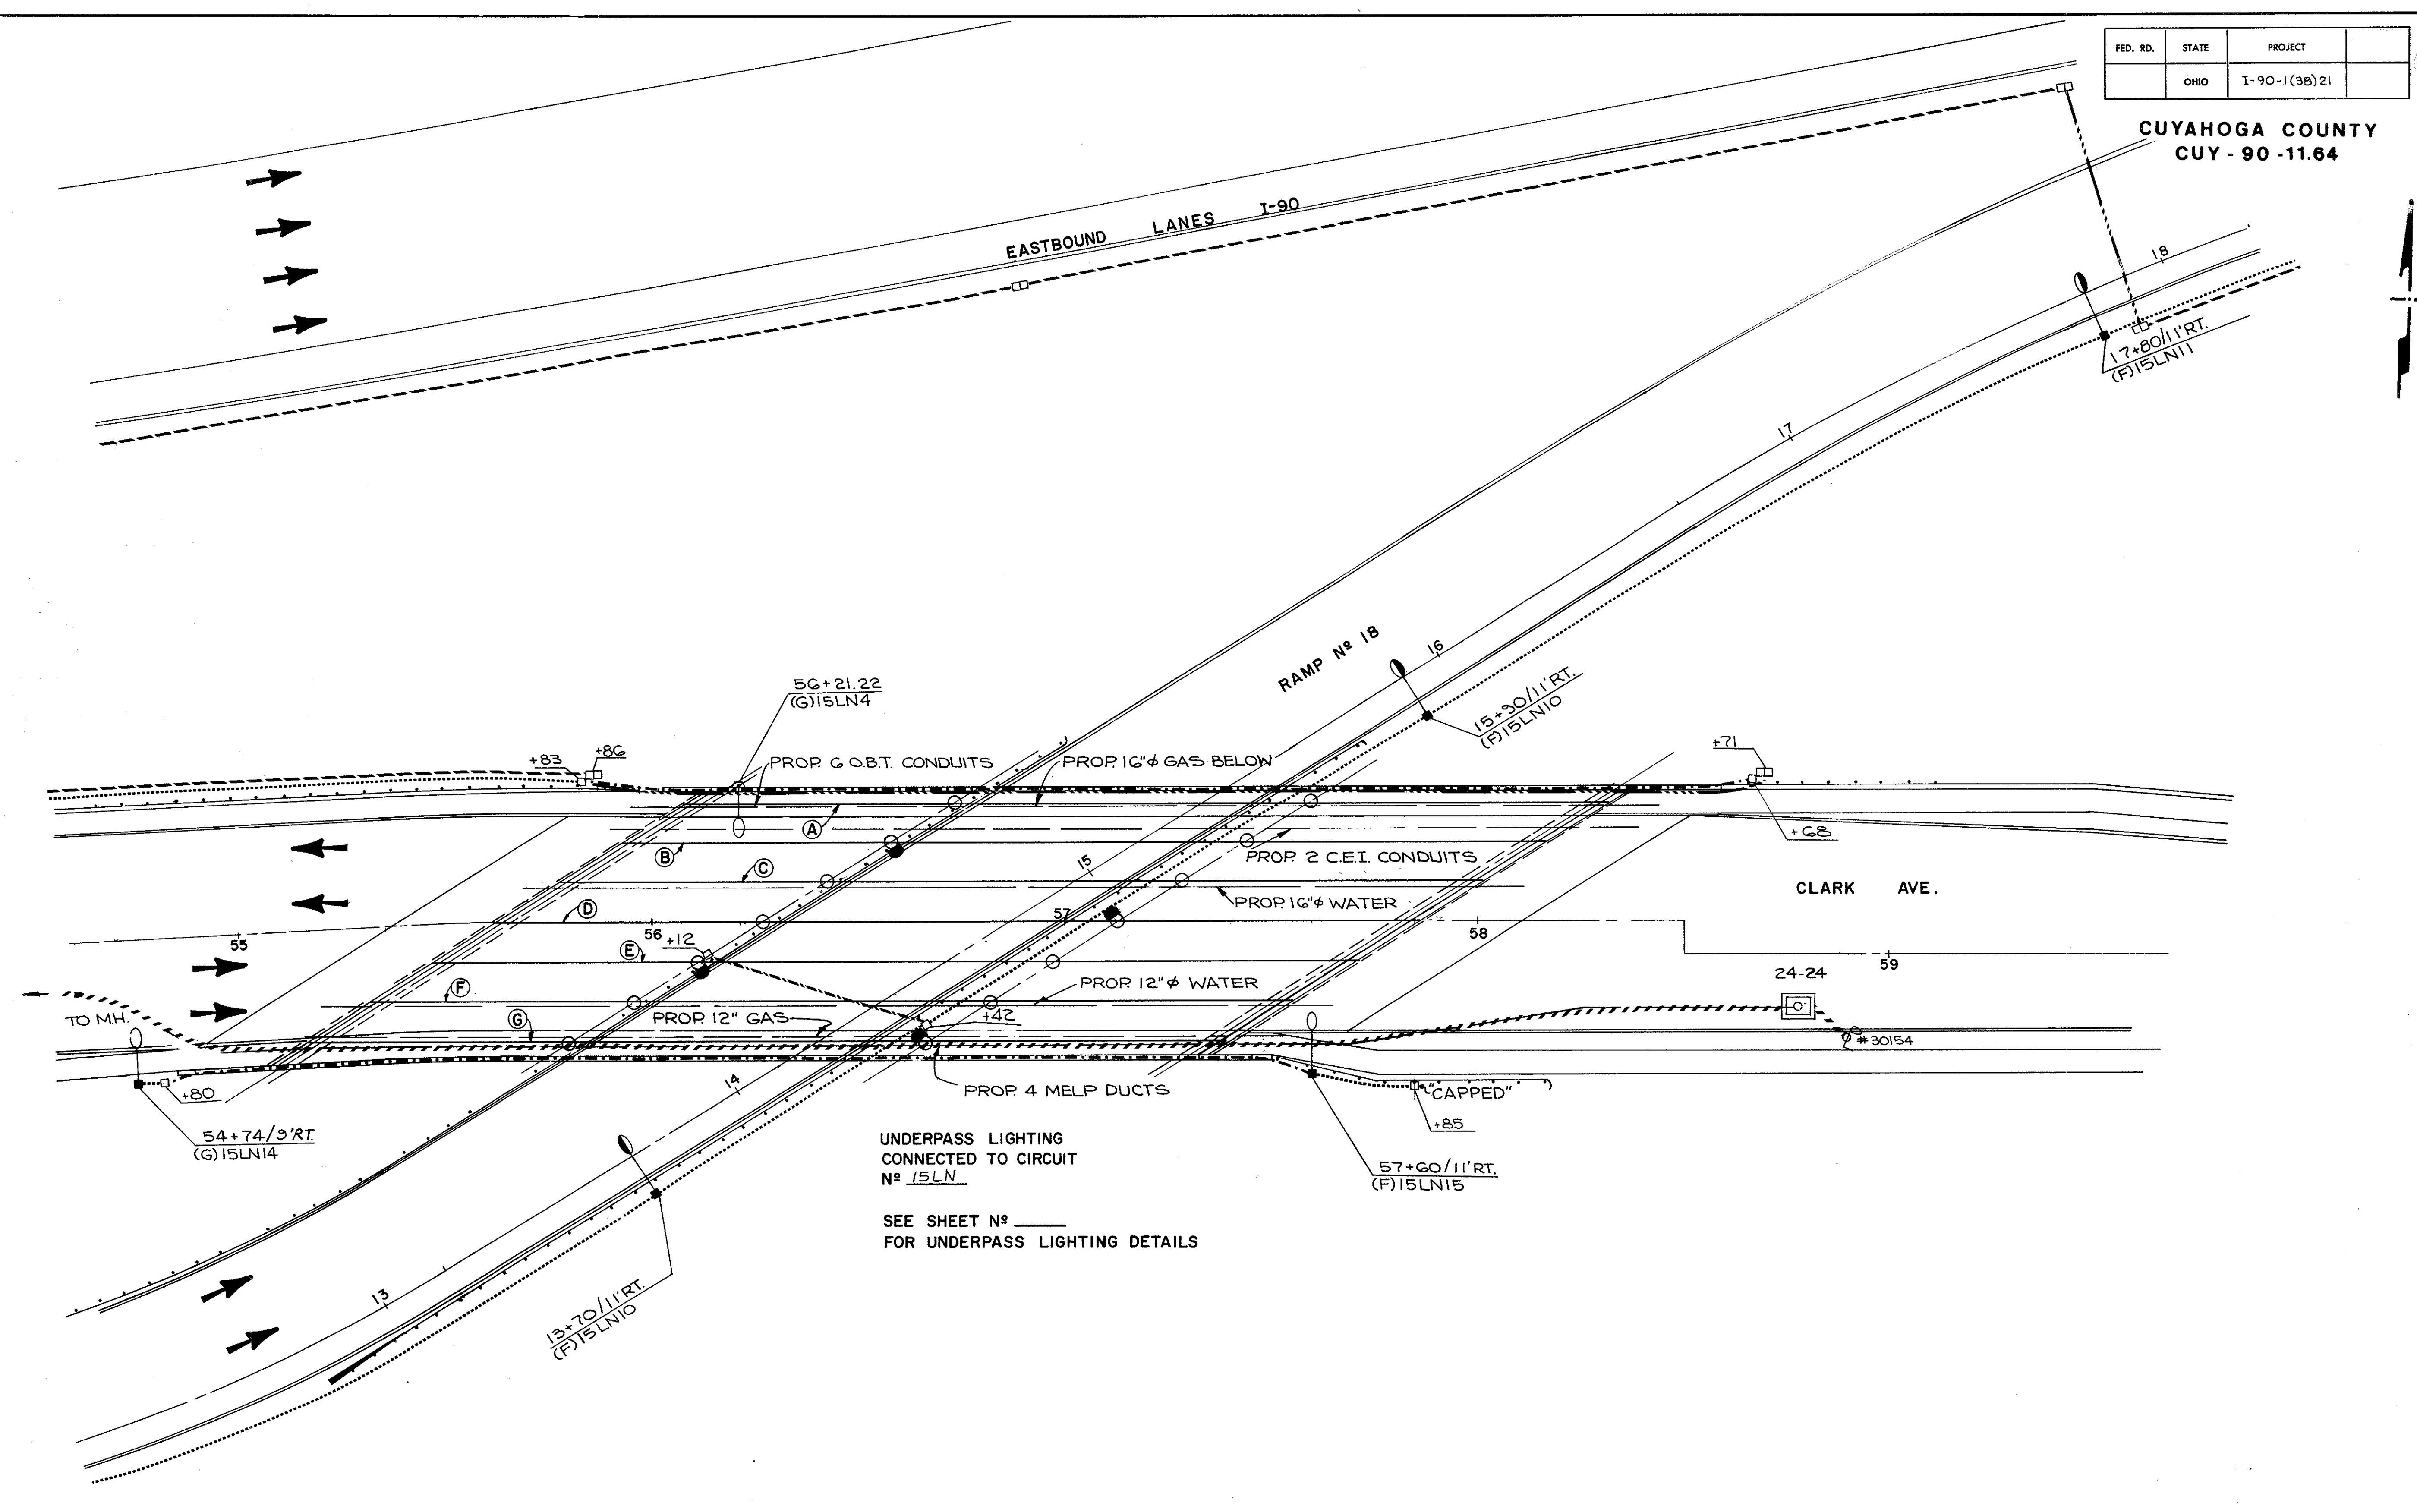 FED. RD. STATE PROJECT
OHIO I-90-1(38)21
CUYAHOGA COUNTY
CUY - 90 -11.64
EASTBOUND LANES I-90
18
17+80/11'RT.
(F)15LN11
17
16
RAMP Nº 18
15+90/11'RT.
(F)15LN10
56+21.22
(G)15LN4
+83
+86
PROP. 6 O.B.T. CONDUITS
PROP. 16"ϕ GAS BELOW
+71
+68
A
B
C
D
E
F
G
15
PROP. 2 C.E.I. CONDUITS
PROP. 16"ϕ WATER
CLARK AVE.
55
56
57
58
59
+12
24-24
PROP. 12"ϕ WATER
TO M.H.
PROP. 12" GAS
+42
#30154
+80
14
PROP. 4 MELP DUCTS
"CAPPED"
+85
54+74/9'RT.
(G)15LN14
57+60/11'RT.
(F)15LN15
UNDERPASS LIGHTING
CONNECTED TO CIRCUIT
Nº 15LN
SEE SHEET Nº
FOR UNDERPASS LIGHTING DETAILS
13
13+70/11'RT.
(F)15LN10